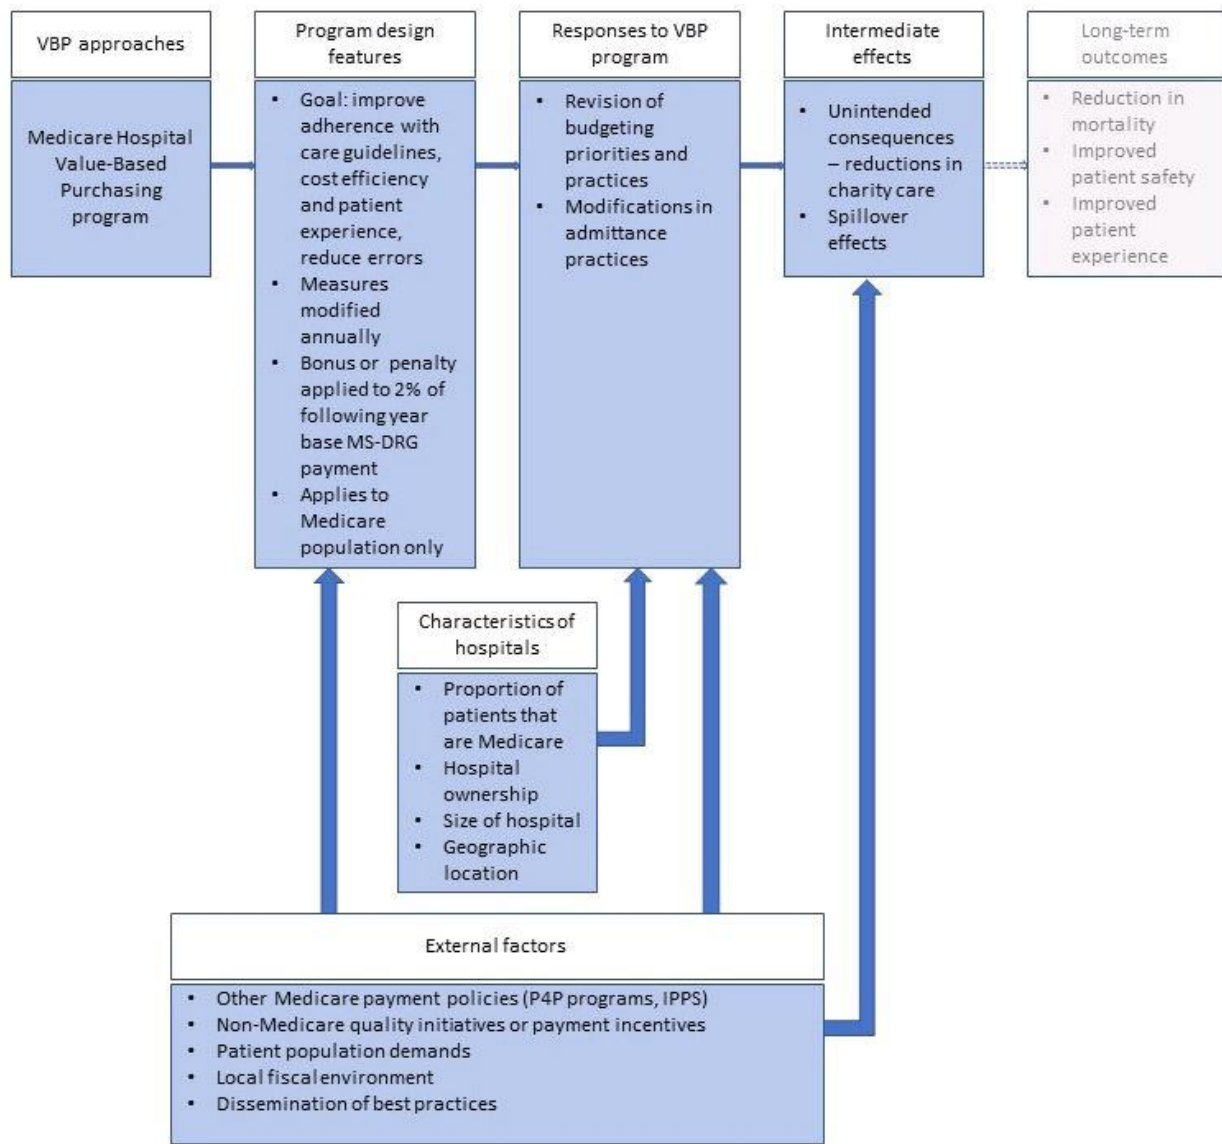 VBP approaches
Medicare Hospital
Value-Based
Purchasing
program
Program design
features
• Goal: improve
adherence with
care guidelines,
cost efficiency
and patient
experience,
reduce errors
• Measures
modified
annually
• Bonus or penalty
applied to 2% of
following year
base MS-DRG
payment
• Applies to
Medicare
population only
Responses to VBP
program
• Revision of
budgeting
priorities and
practices
• Modifications in
admittance
practices
Intermediate
effects
• Unintended
consequences
– reductions in
charity care
• Spillover
effects
Long-term
outcomes
• Reduction in
mortality
• Improved
patient safety
• Improved
patient
experience
Characteristics of
hospitals
• Proportion of
patients that
are Medicare
• Hospital
ownership
• Size of hospital
• Geographic
location
External factors
• Other Medicare payment policies (P4P programs, IPPS)
• Non-Medicare quality initiatives or payment incentives
• Patient population demands
• Local fiscal environment
• Dissemination of best practices